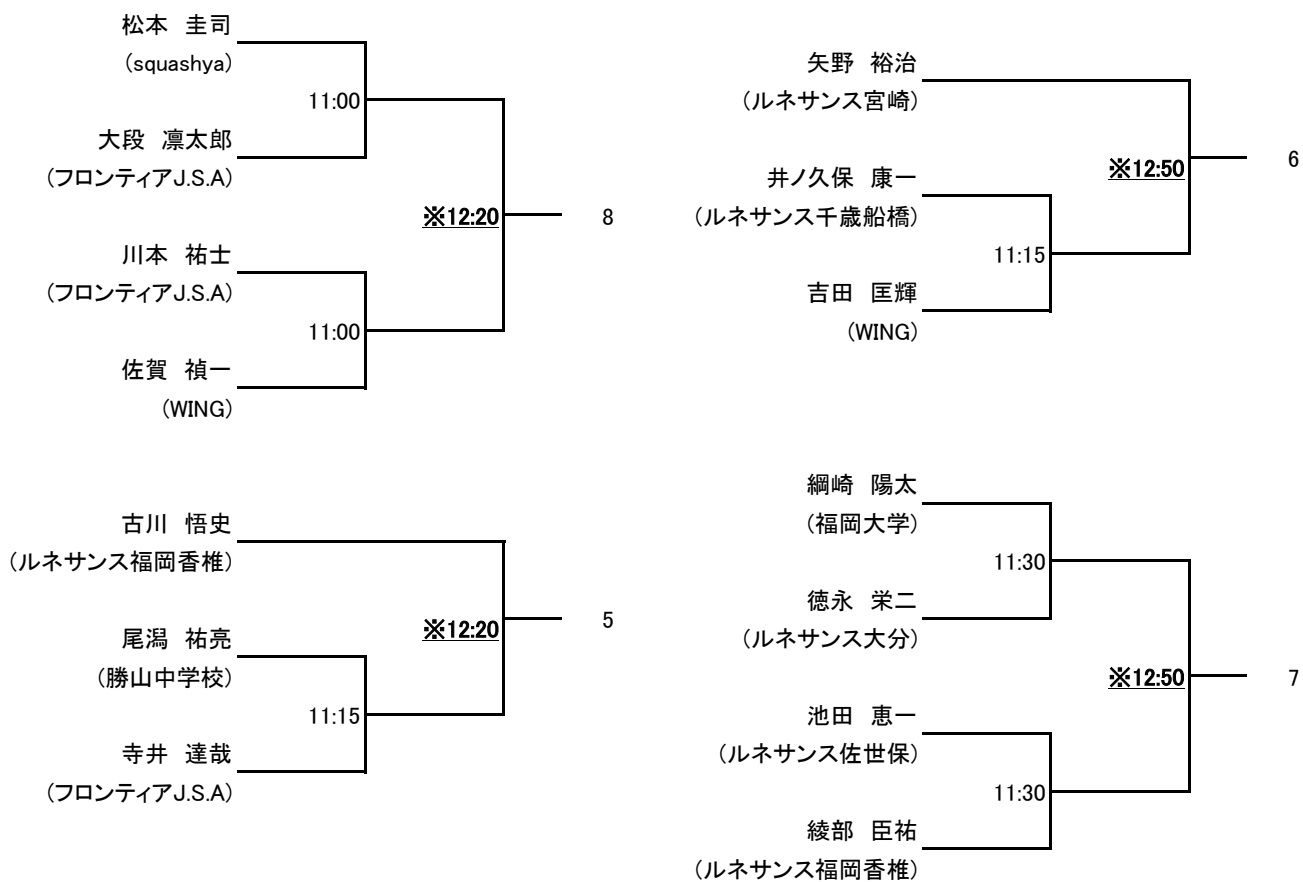 松本 圭司
(squashya)
11:00
大段 凛太郎
(フロンティアJ.S.A)
※12:20
8
川本 祐士
(フロンティアJ.S.A)
11:00
佐賀 禎一
(WING)
矢野 裕治
(ルネサンス宮崎)
井ノ久保 康一
(ルネサンス千歳船橋)
※12:50
6
11:15
吉田 匡輝
(WING)
古川 悟史
(ルネサンス福岡香椎)
※12:20
5
尾潟 祐亮
(勝山中学校)
11:15
寺井 達哉
(フロンティアJ.S.A)
綱崎 陽太
(福岡大学)
11:30
徳永 栄二
(ルネサンス大分)
※12:50
7
池田 恵一
(ルネサンス佐世保)
11:30
綾部 臣祐
(ルネサンス福岡香椎)